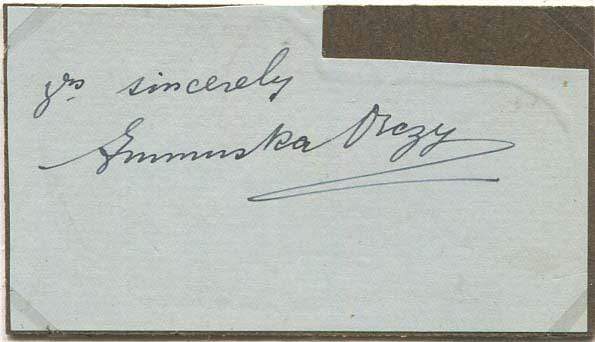 yrs sincerely
Emmuska Orczy